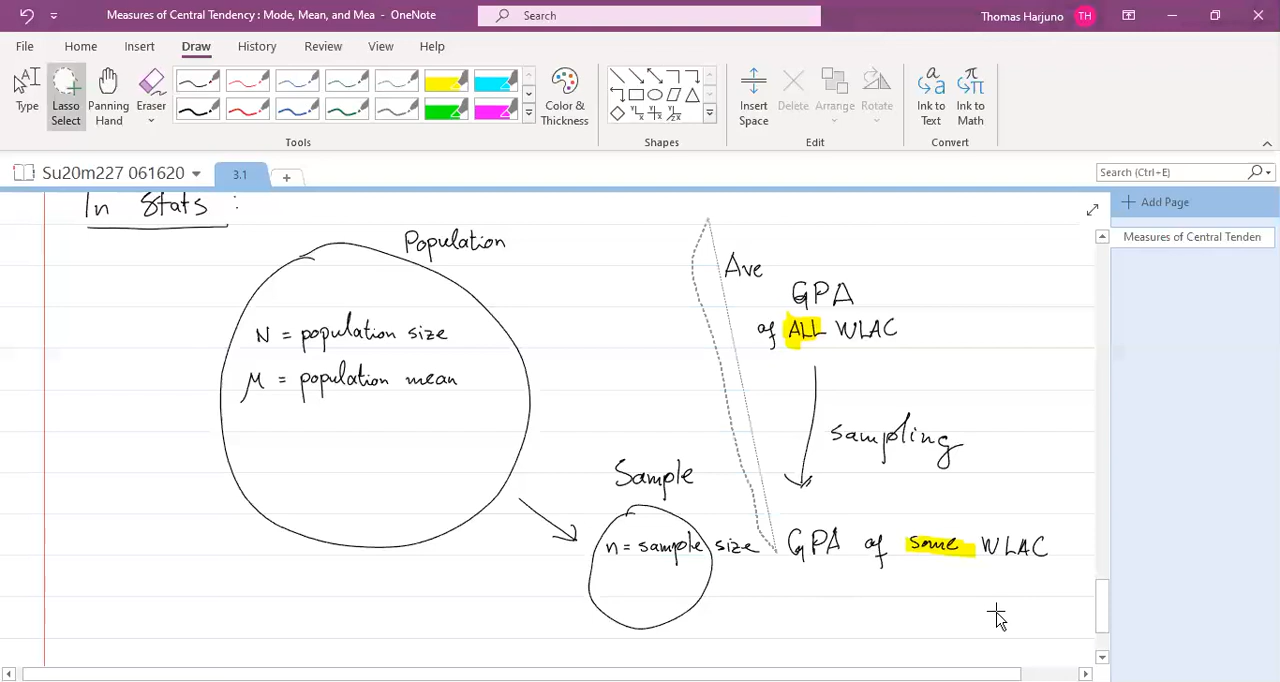 Measures of Central Tendency : Mode, Mean, and Mea - OneNote
Search
Thomas Harjuno
TH
File
Home
Insert
Draw
History
Review
View
Help
Type
Lasso Select
Panning Hand
Eraser
Color & Thickness
Insert Space
Delete
Arrange
Rotate
Ink to Text
Ink to Math
Tools
Shapes
Edit
Convert
Su20m227 061620
3.1
Search (Ctrl+E)
Add Page
Measures of Central Tenden
In Stats :
Population
N = population size
μ = population mean
Ave
GPA
of ALL WLAC
sampling
Sample
n = sample size
GPA of some WLAC